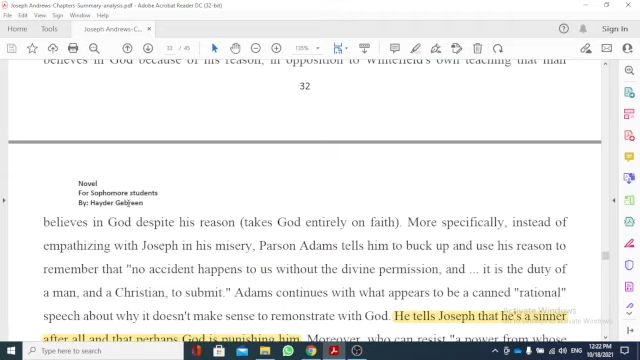 Joseph Andrews-Chapters-Summary-analysis).pdf - Adobe Acrobat Reader DC (32-bit)
File Edit View Sign Window Help
Home Tools Joseph Andrews-Ch... × Sign In
32 / 45 135%
believes in God because of his reason, in opposition to Whitefield's own teaching that man
32
Novel
For Sophomore students
By: Hayder Gebreen
believes in God despite his reason (takes God entirely on faith). More specifically, instead of
empathizing with Joseph in his misery, Parson Adams tells him to buck up and use his reason to
remember that "no accident happens to us without the divine permission, and ... it is the duty of
a man, and a Christian, to submit." Adams continues with what appears to be a canned "rational"
speech about why it doesn't make sense to remonstrate with God. He tells Joseph that he's a sinner
Activate Windows
after all and that perhaps God is punishing him. Moreover, who can resist "a power from whose
Type here to search
ENG
12:22 PM
10/18/2021